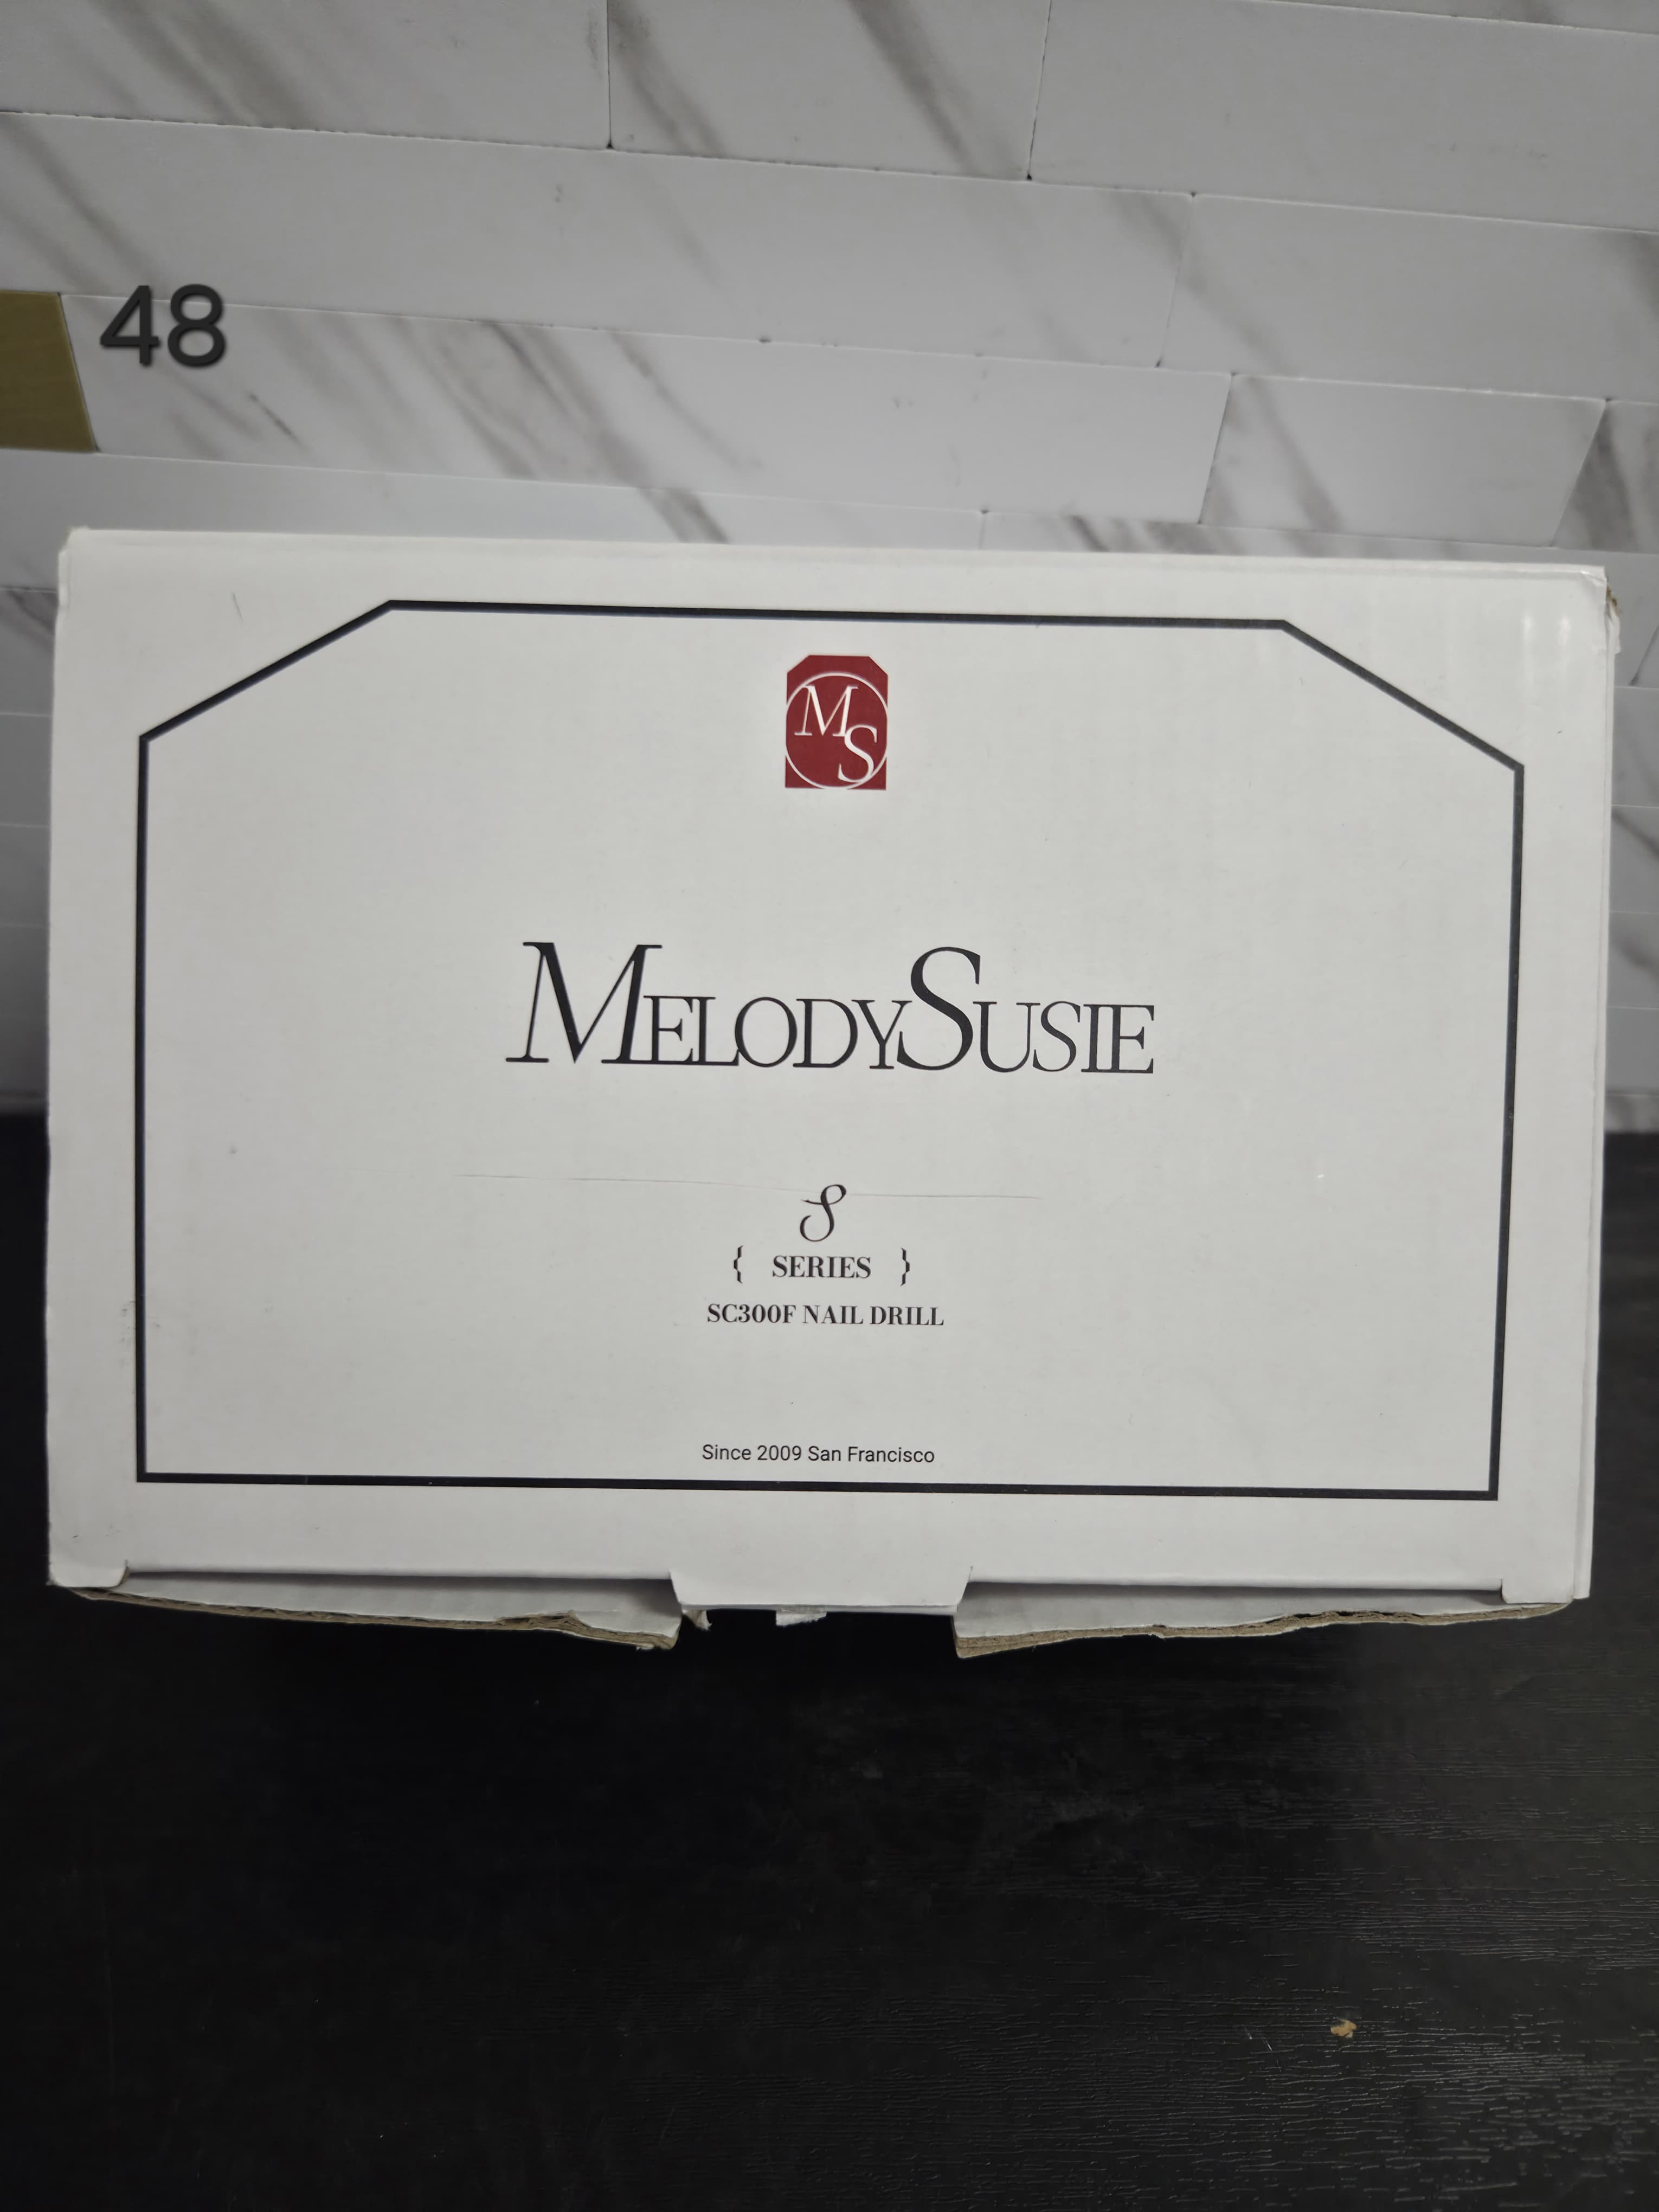 48
MS
MELODYSUSIE
S
{ SERIES }
SC300F NAIL DRILL
Since 2009 San Francisco